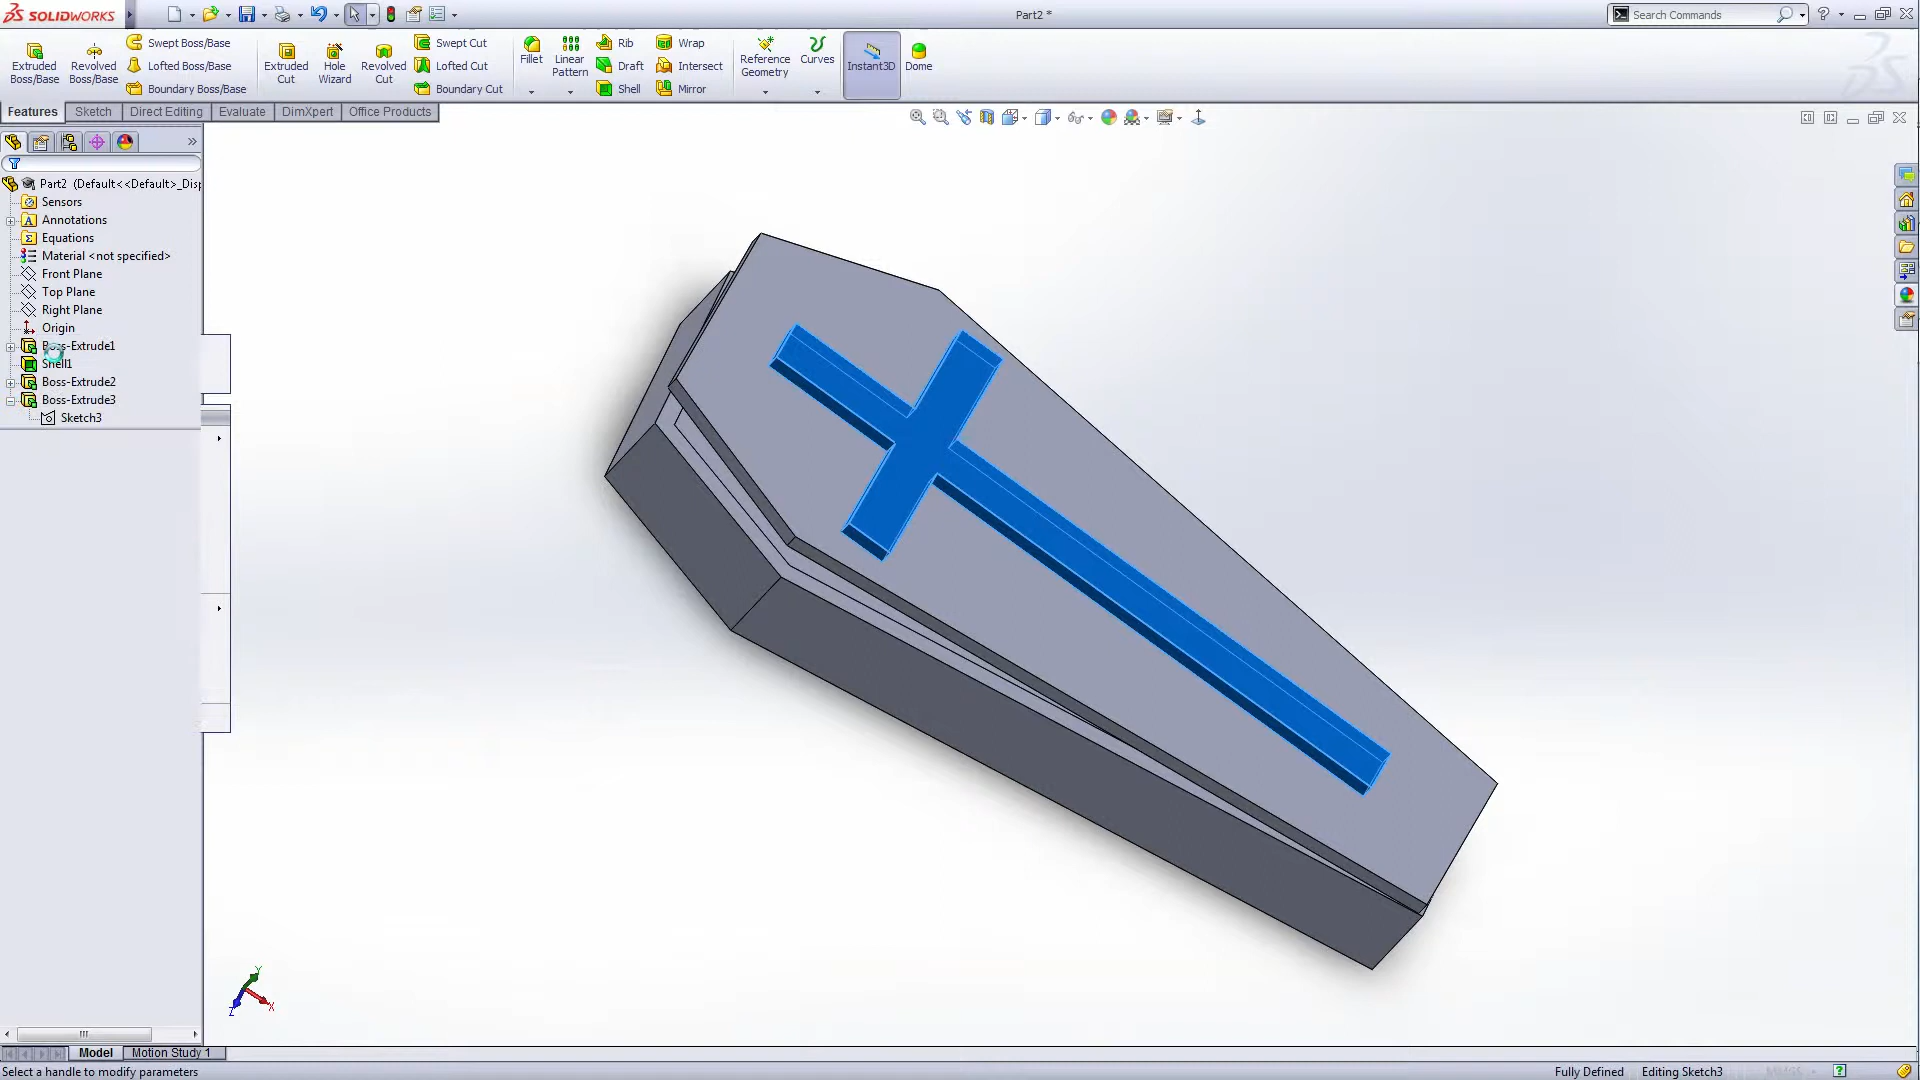 SOLIDWORKS
Part2 *
Search Commands
Extruded Boss/Base
Revolved Boss/Base
Swept Boss/Base
Lofted Boss/Base
Boundary Boss/Base
Extruded Cut
Hole Wizard
Revolved Cut
Swept Cut
Lofted Cut
Boundary Cut
Fillet
Linear Pattern
Rib
Draft
Shell
Wrap
Intersect
Mirror
Reference Geometry
Curves
Instant3D
Dome
Features
Sketch
Direct Editing
Evaluate
DimXpert
Office Products
Part2 (Default<<Default>_Disp
Sensors
Annotations
Equations
Material <not specified>
Front Plane
Top Plane
Right Plane
Origin
Boss-Extrude1
Shell1
Boss-Extrude2
Boss-Extrude3
Sketch3
Y
X
Z
Model
Motion Study 1
Select a handle to modify parameters
Fully Defined
Editing Sketch3